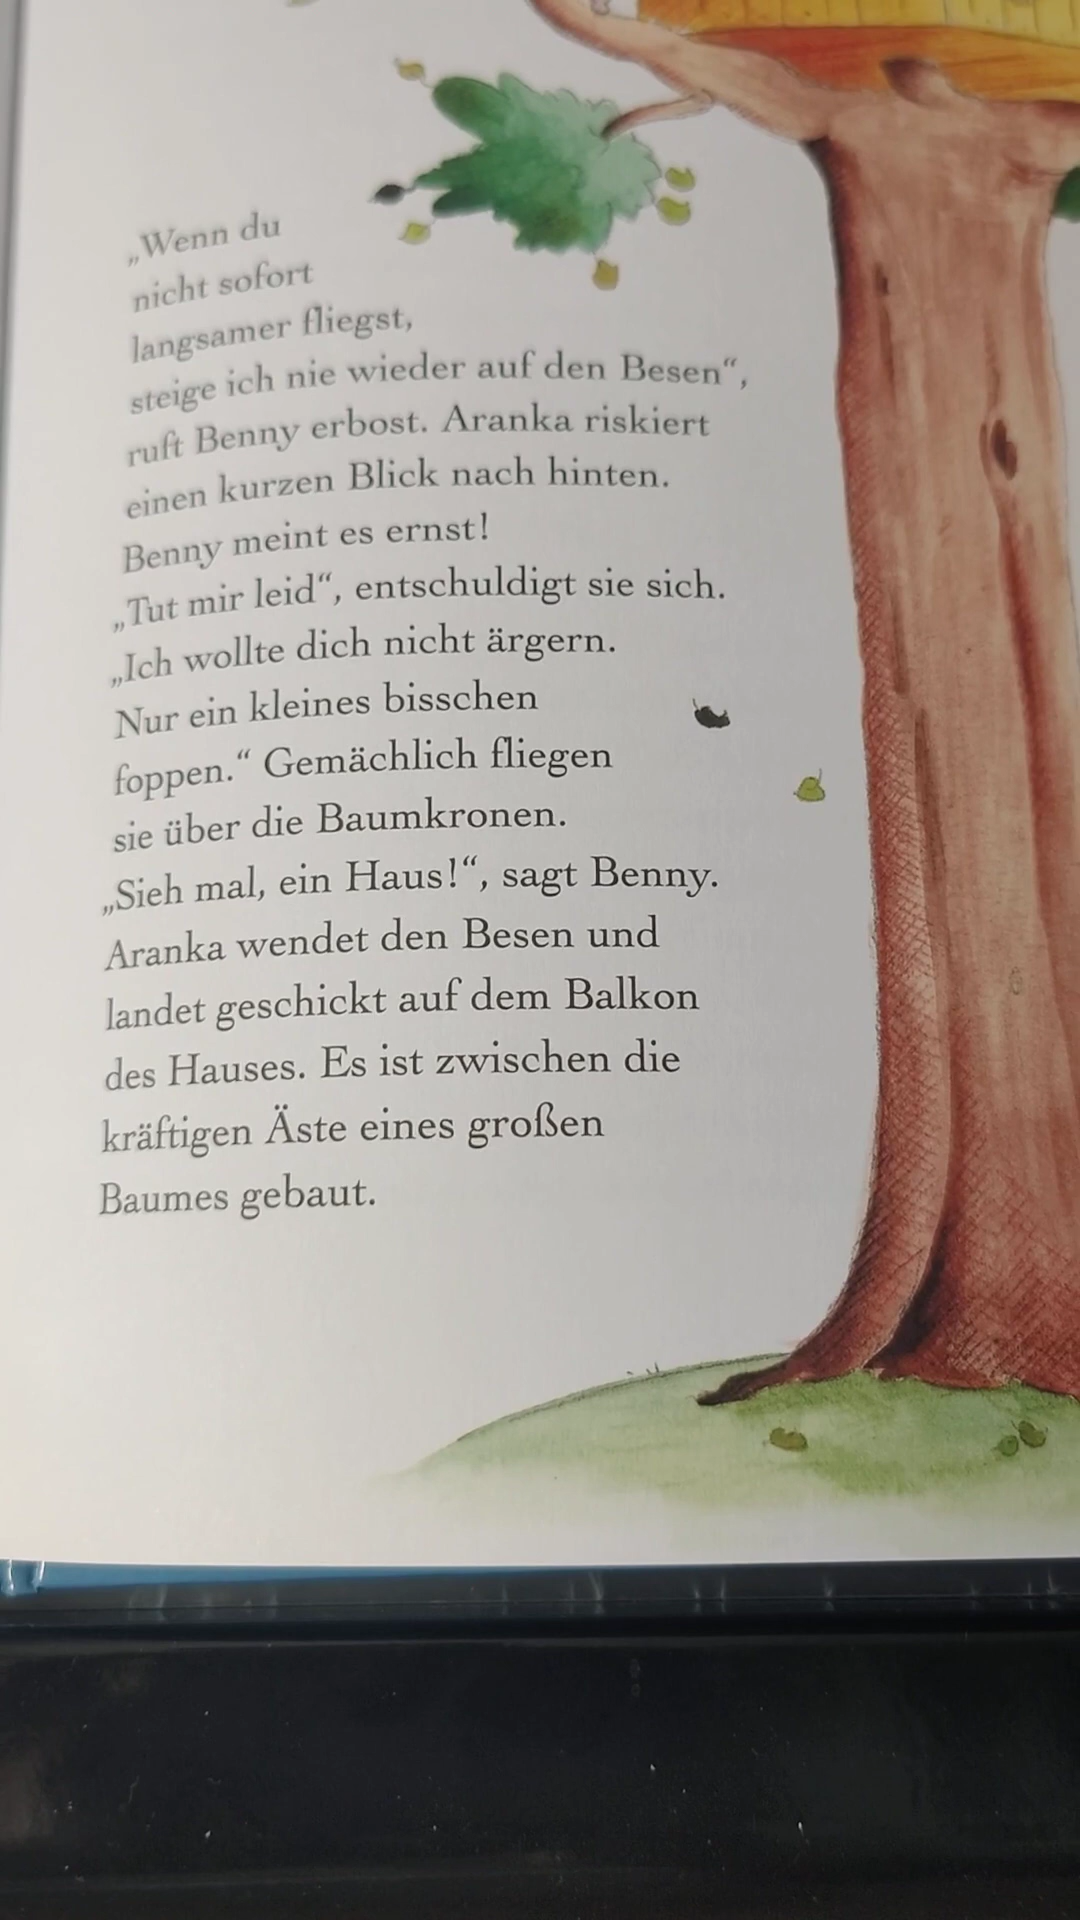 „Wenn du
nicht sofort
langsamer fliegst,
steige ich nie wieder auf den Besen“,
ruft Benny erbost. Aranka riskiert
einen kurzen Blick nach hinten.
Benny meint es ernst!
„Tut mir leid“, entschuldigt sie sich.
„Ich wollte dich nicht ärgern.
Nur ein kleines bisschen
foppen.“ Gemächlich fliegen
sie über die Baumkronen.
„Sieh mal, ein Haus!“, sagt Benny.
Aranka wendet den Besen und
landet geschickt auf dem Balkon
des Hauses. Es ist zwischen die
kräftigen Äste eines großen
Baumes gebaut.